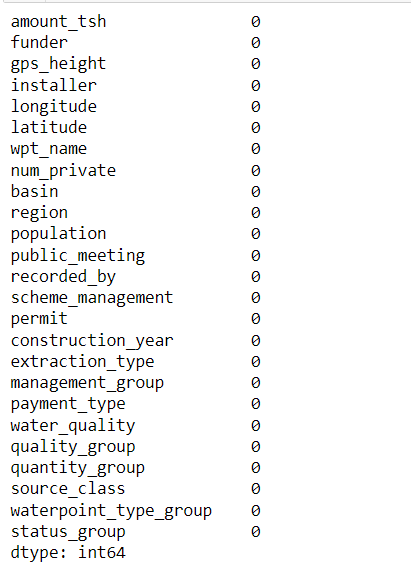 amount_tsh 0
funder 0
gps_height 0
installer 0
longitude 0
latitude 0
wpt_name 0
num_private 0
basin 0
region 0
population 0
public_meeting 0
recorded_by 0
scheme_management 0
permit 0
construction_year 0
extraction_type 0
management_group 0
payment_type 0
water_quality 0
quality_group 0
quantity_group 0
source_class 0
waterpoint_type_group 0
status_group 0
dtype: int64